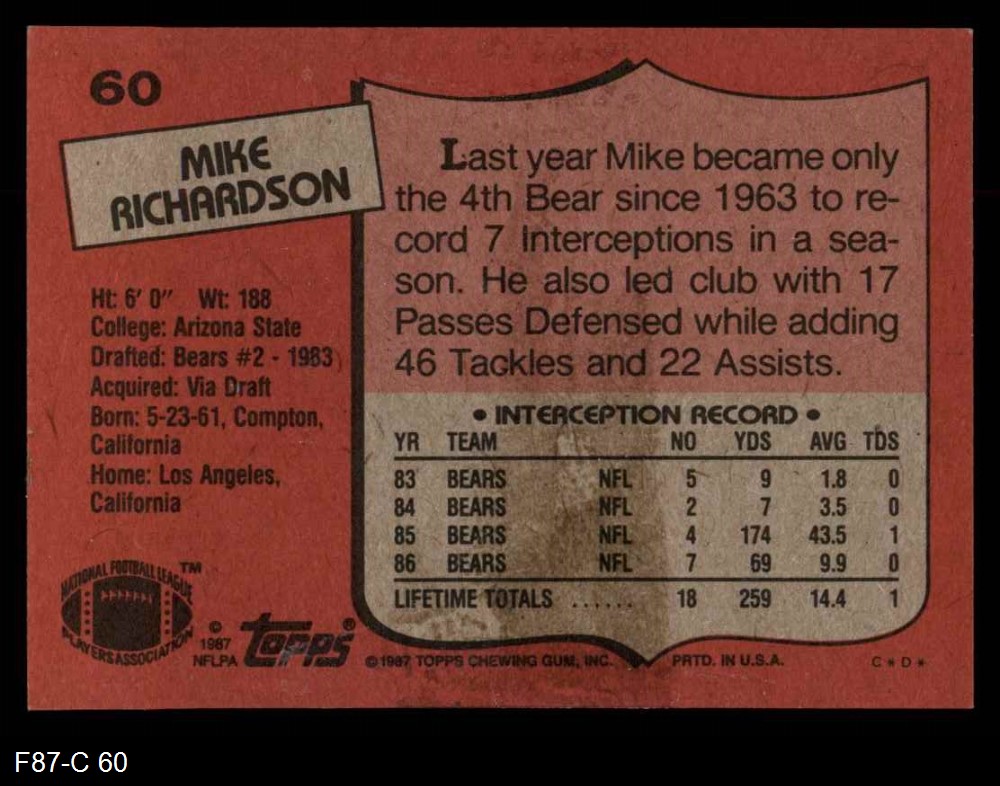 60
MIKE
RICHARDSON
Last year Mike became only
the 4th Bear since 1963 to re-
cord 7 Interceptions in a sea-
son. He also led club with 17
Passes Defensed while adding
46 Tackles and 22 Assists.
Ht: 6' 0" Wt: 188
College: Arizona State
Drafted: Bears #2 - 1983
Acquired: Via Draft
Born: 5-23-61, Compton,
California
Home: Los Angeles,
California
• INTERCEPTION RECORD •
YR TEAM NO YDS AVG TDS
83 BEARS NFL 5 9 1.8 0
84 BEARS NFL 2 7 3.5 0
85 BEARS NFL 4 174 43.5 1
86 BEARS NFL 7 69 9.9 0
LIFETIME TOTALS ...... 18 259 14.4 1
NATIONAL FOOTBALL LEAGUE TM
PLAYERS ASSOCIATION
© 1987
NFLPA
topps®
© 1987 TOPPS CHEWING GUM, INC. PRTD. IN U.S.A. C * D *
F87-C 60